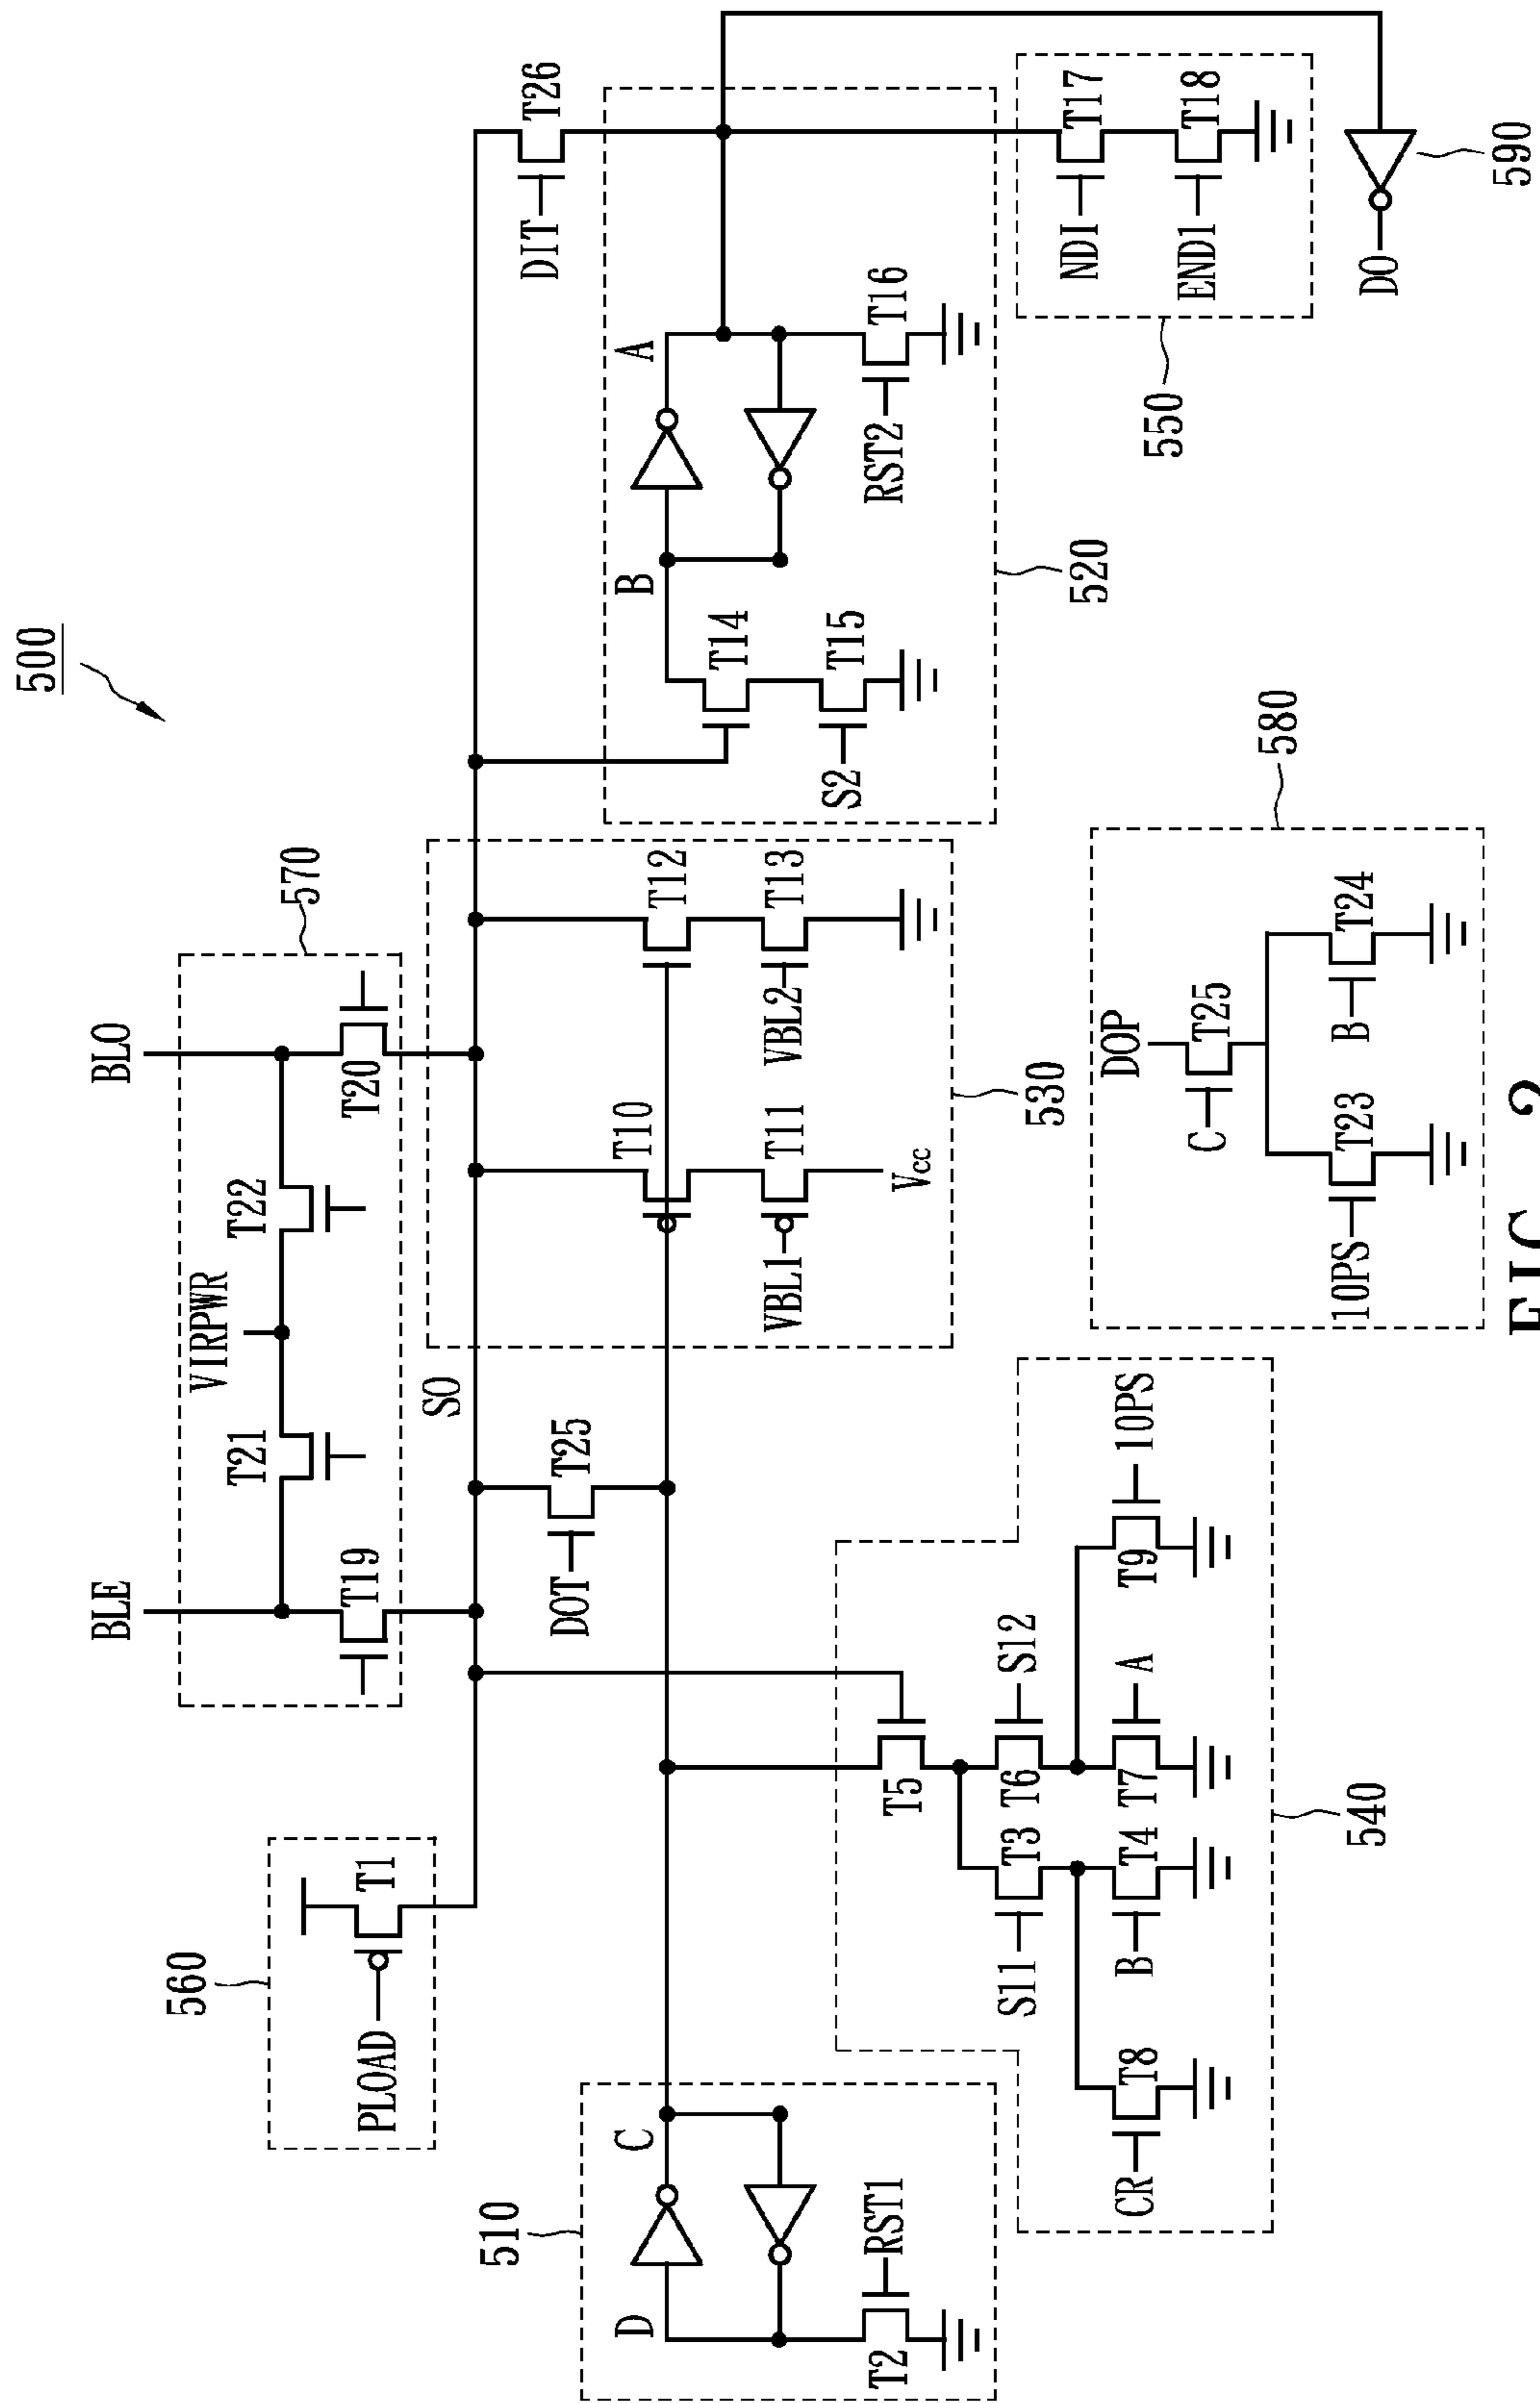 500
BLE
BLO
VIRPWR
570
T21
T22
T19
T20
560
PLOAD
T1
SO
DIT
T26
DOT
T25
510
D
C
T2
RST1
T10
T12
VBL1
T11
VBL2
T13
Vcc
530
B
A
T14
S2
T15
RST2
T16
520
T5
S11
T3
T6
S12
CR
T8
B
T4
T7
A
T9
10PS
540
NDI
T17
END1
T18
550
DOP
C
T25
10PS
T23
B
T24
580
DO
590